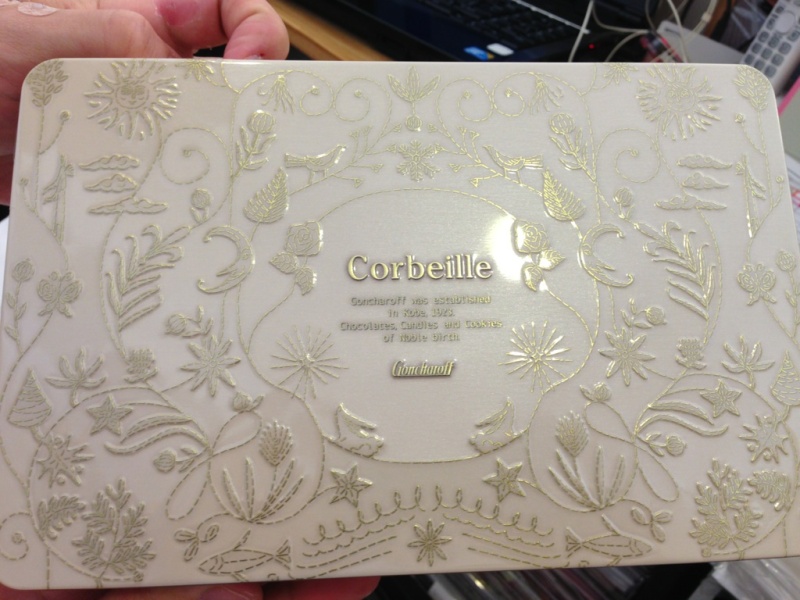 Corbeille
Goncharoff was established
in Kobe, 1923.
Chocolates, Candies and Cookies
of Noble birth
Goncharoff